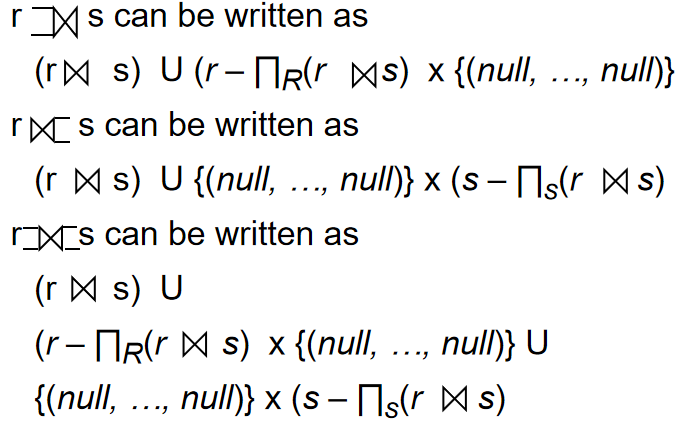 r ⟕ s can be written as
(r ⋈ s) U (r – ∏R(r ⋈ s) x {(null, …, null)}
r ⟖ s can be written as
(r ⋈ s) U {(null, …, null)} x (s – ∏s(r ⋈ s)
r ⟗ s can be written as
(r ⋈ s) U
(r – ∏R(r ⋈ s) x {(null, …, null)} U
{(null, …, null)} x (s – ∏s(r ⋈ s)